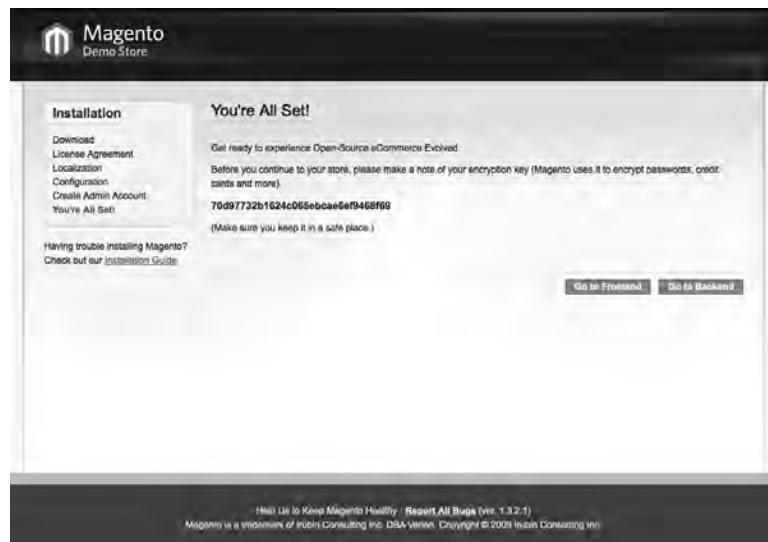 Magento
Demo Store
Installation
Download
License Agreement
Localization
Configuration
Create Admin Account
You're All Set!
Having trouble installing Magento?
Check out our Installation Guide
You're All Set!
Get ready to experience Open-Source eCommerce Evolved
Before you continue to your store, please make a note of your encryption key (Magento uses it to encrypt passwords, credit
cards and more).
70d97732b1624c065ebcae6ef9468f69
(Make sure you keep it in a safe place.)
Go to Frontend Go to Backend
Help Us to Keep Magento Healthy - Report All Bugs (ver. 1.3.2.1)
Magento is a trademark of Irubin Consulting Inc. DBA Varien. Copyright © 2009 Irubin Consulting Inc.